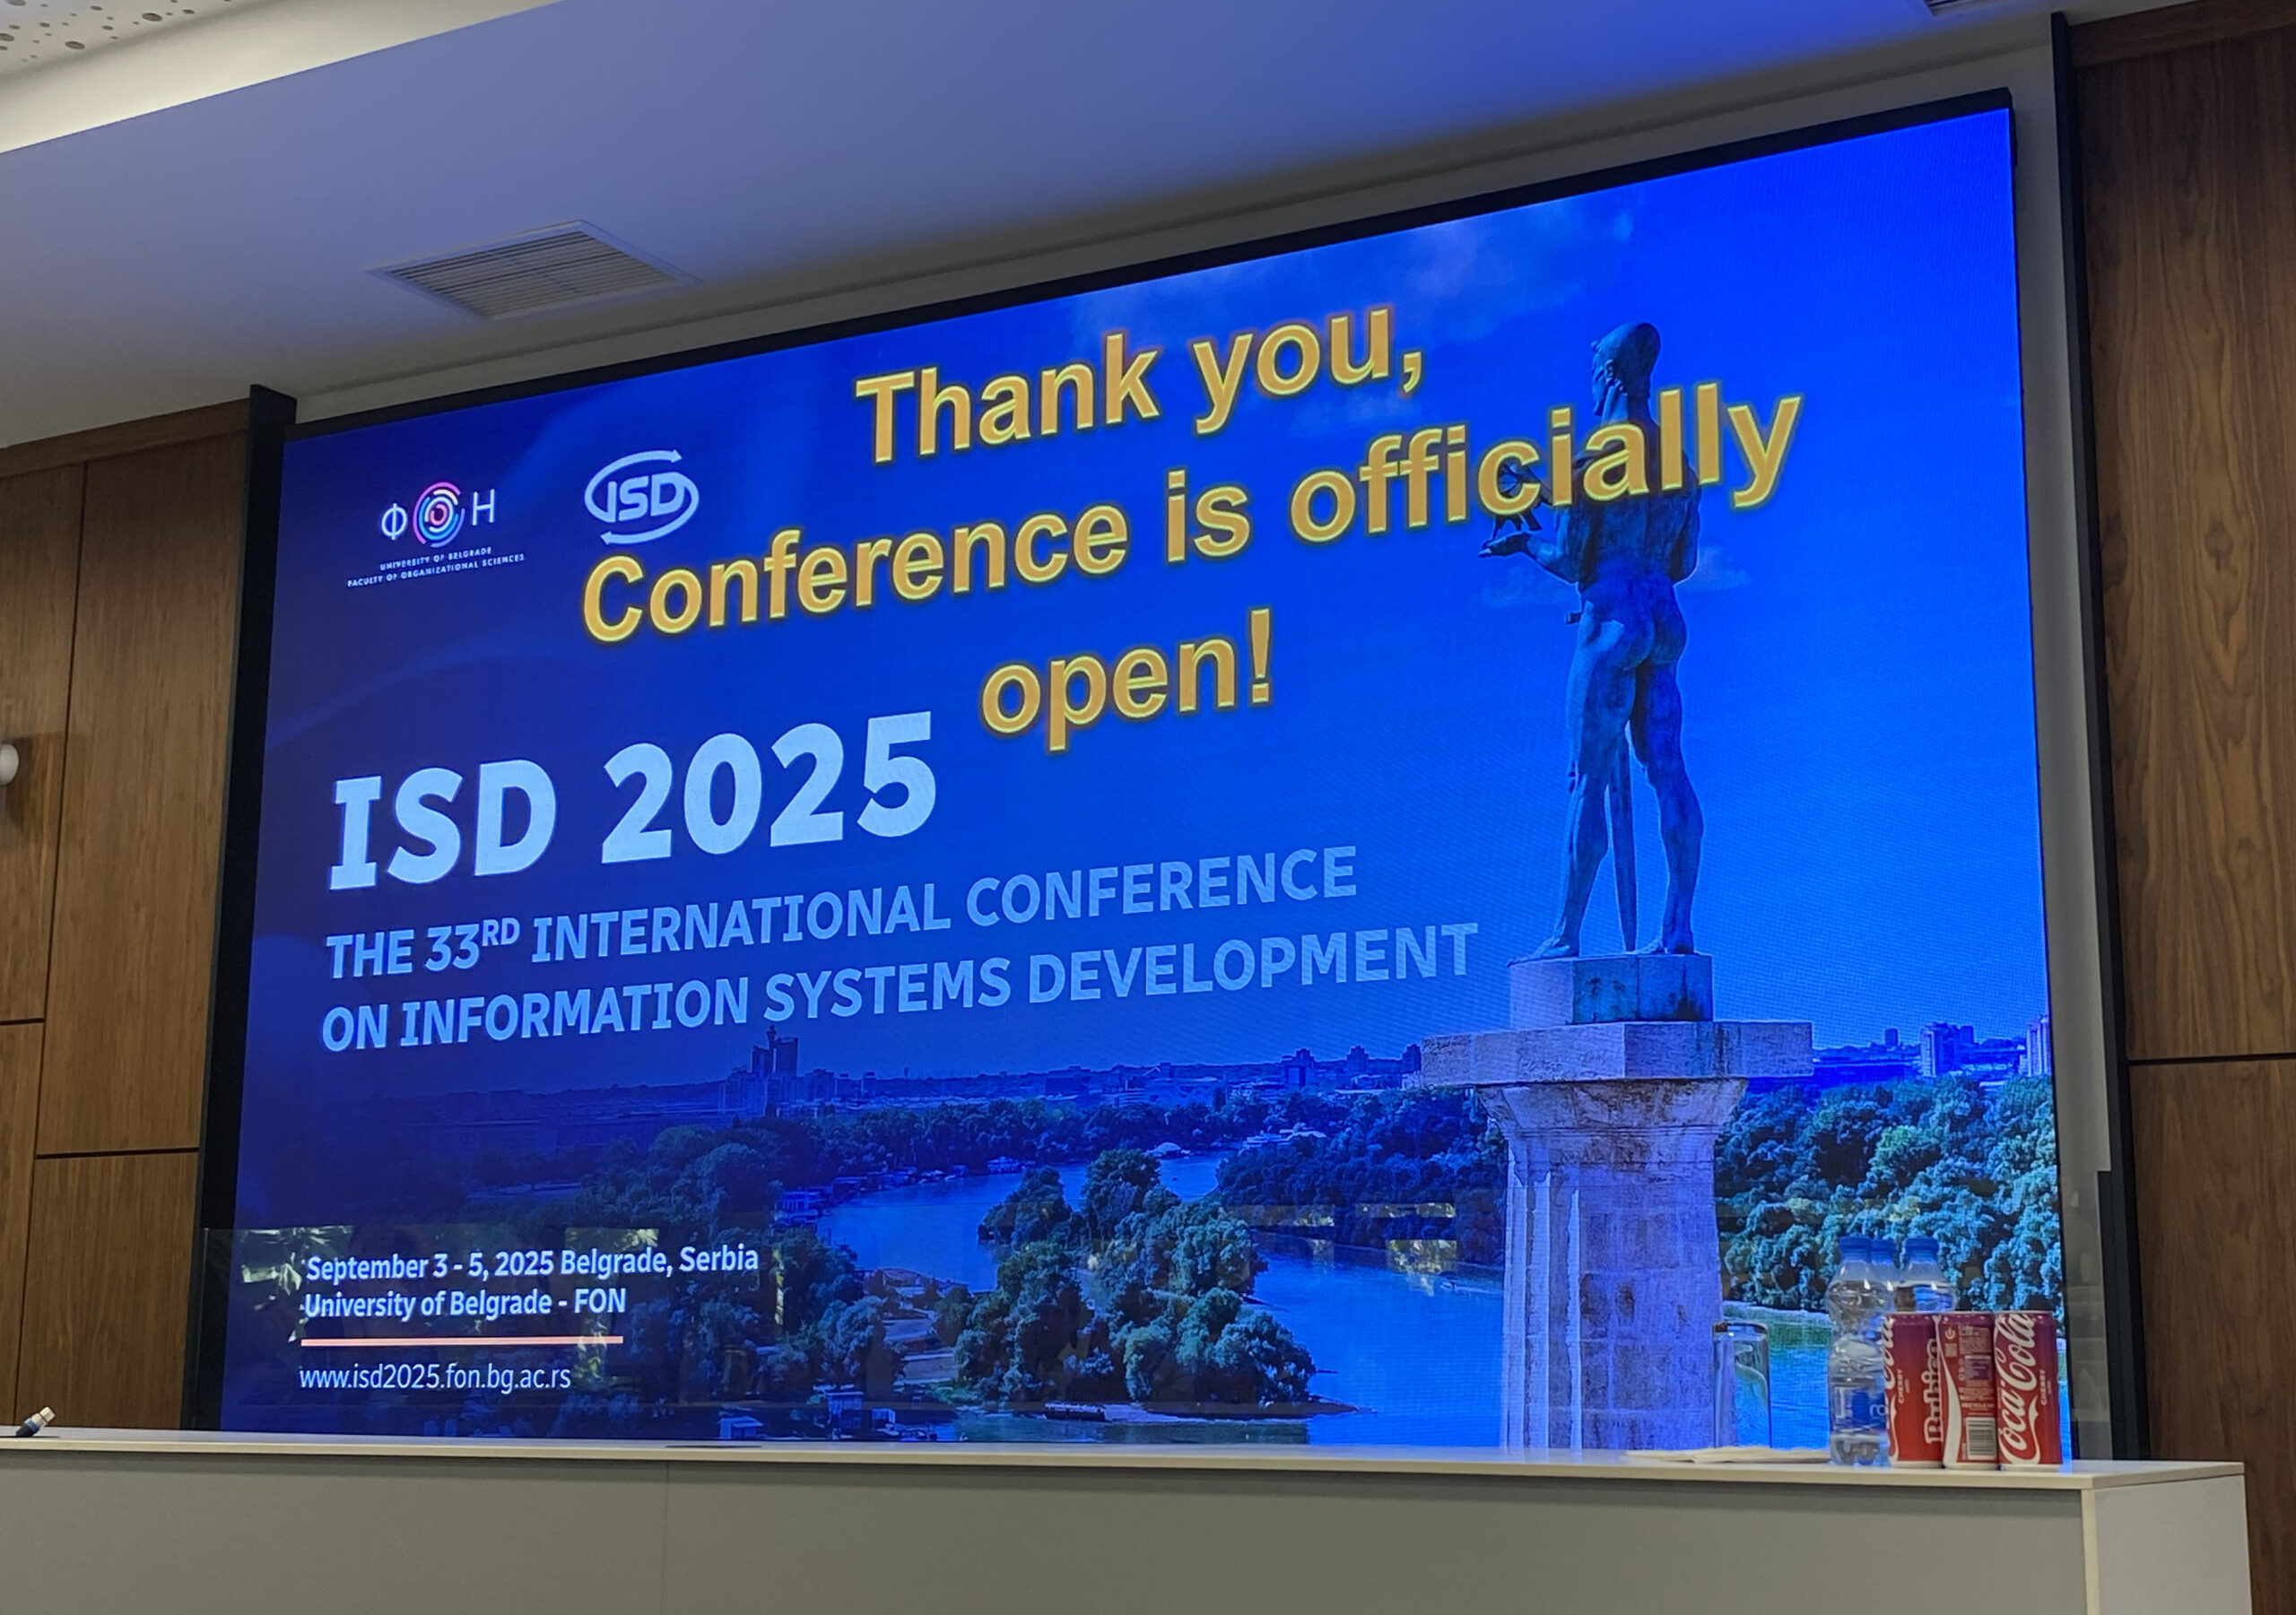 Thank you,
Conference is officially
open!
ФОН
UNIVERSITY OF BELGRADE
FACULTY OF ORGANIZATIONAL SCIENCES
ISD
ISD 2025
THE 33RD INTERNATIONAL CONFERENCE
ON INFORMATION SYSTEMS DEVELOPMENT
September 3 - 5, 2025 Belgrade, Serbia
University of Belgrade - FON
www.isd2025.fon.bg.ac.rs
Coca-Cola
CHERRY